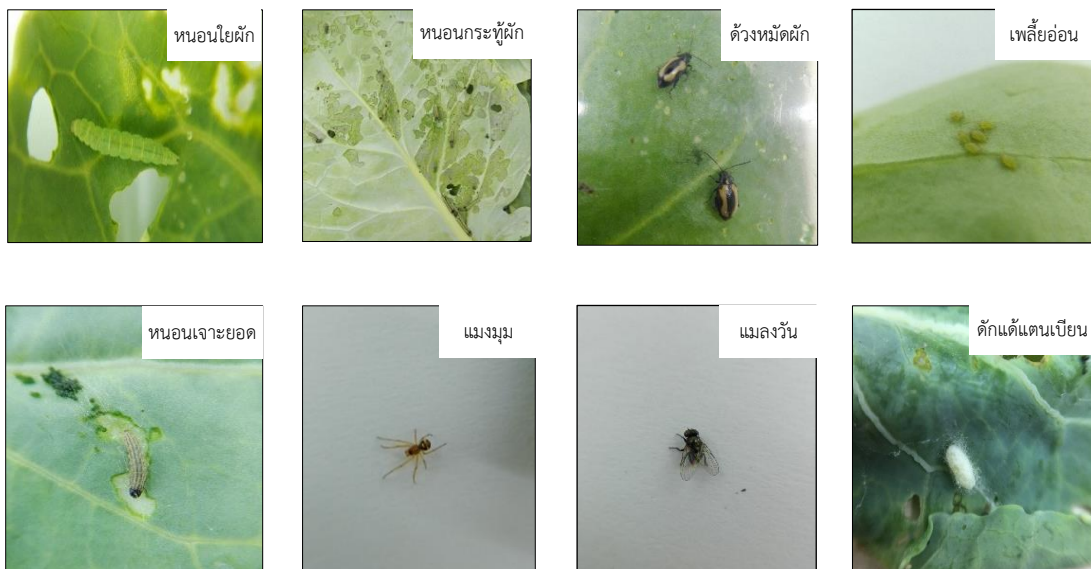 หนอนใยผัก
หนอนกระทู้ผัก
ด้วงหมัดผัก
เพลี้ยอ่อน
หนอนเจาะยอด
แมงมุม
แมลงวัน
ดักแด้แตนเบียน